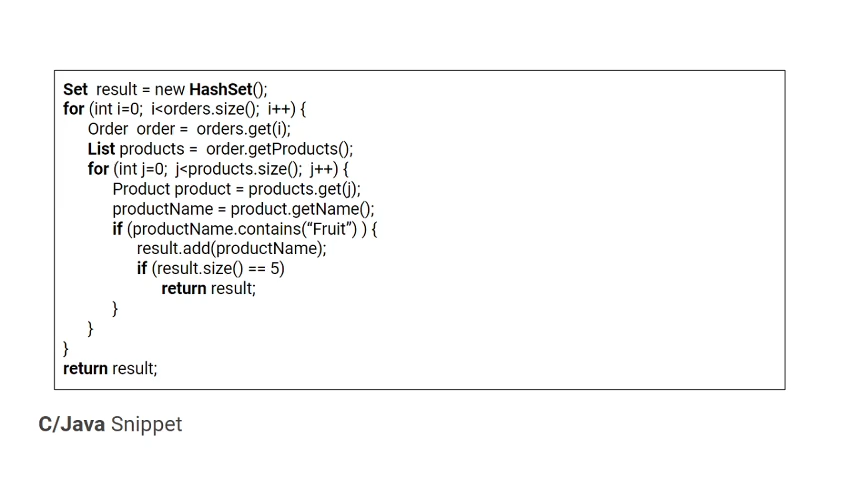 Set result = new HashSet();
for (int i=0; i<orders.size(); i++) {
Order order = orders.get(i);
List products = order.getProducts();
for (int j=0; j<products.size(); j++) {
Product product = products.get(j);
productName = product.getName();
if (productName.contains(“Fruit”) ) {
result.add(productName);
if (result.size() == 5)
return result;
}
}
}
return result;
C/Java Snippet